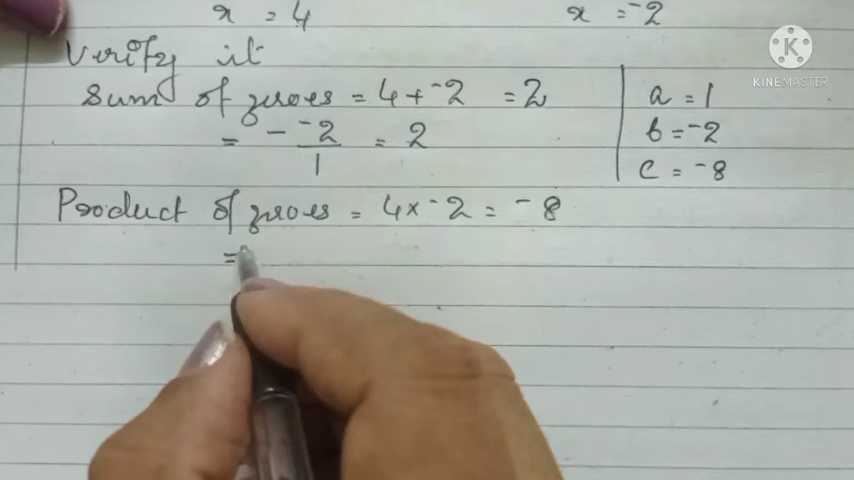 x = 4 x = -2
Verify it
Sum of zeroes = 4 + -2 = 2
= - -2/1 = 2
a = 1
b = -2
c = -8
Product of zeroes = 4 x -2 = -8
=
K
KINEMASTER